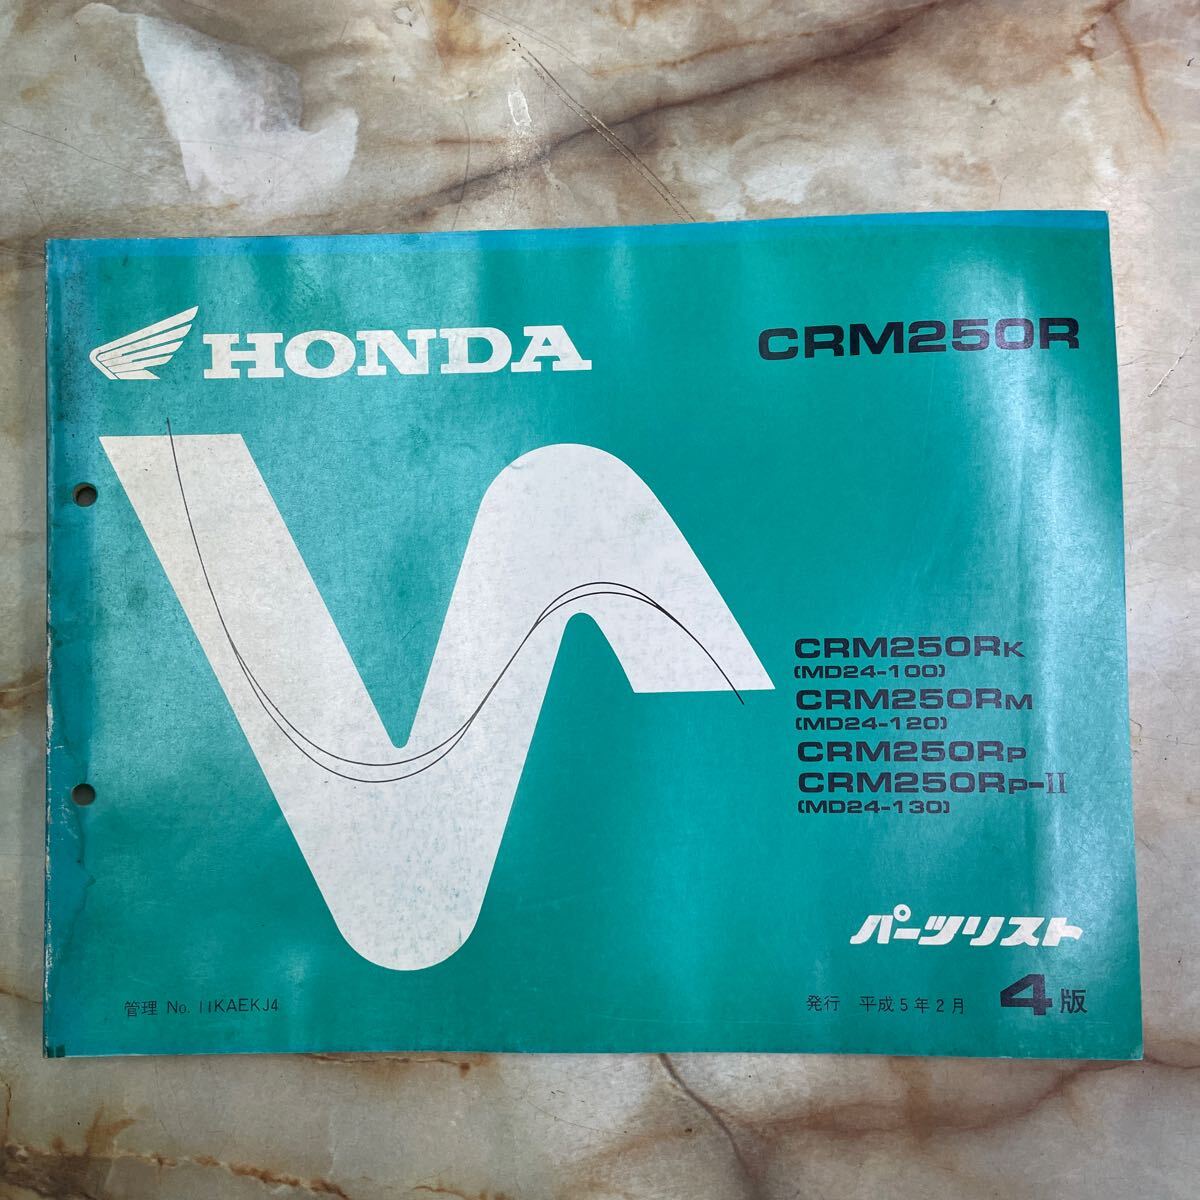 HONDA
CRM250R
CRM250RK
(MD24-100)
CRM250RM
(MD24-120)
CRM250RP
CRM250RP-II
(MD24-130)
パーツリスト
管理 No. 11KAEKJ4
発行 平成5年2月 4版